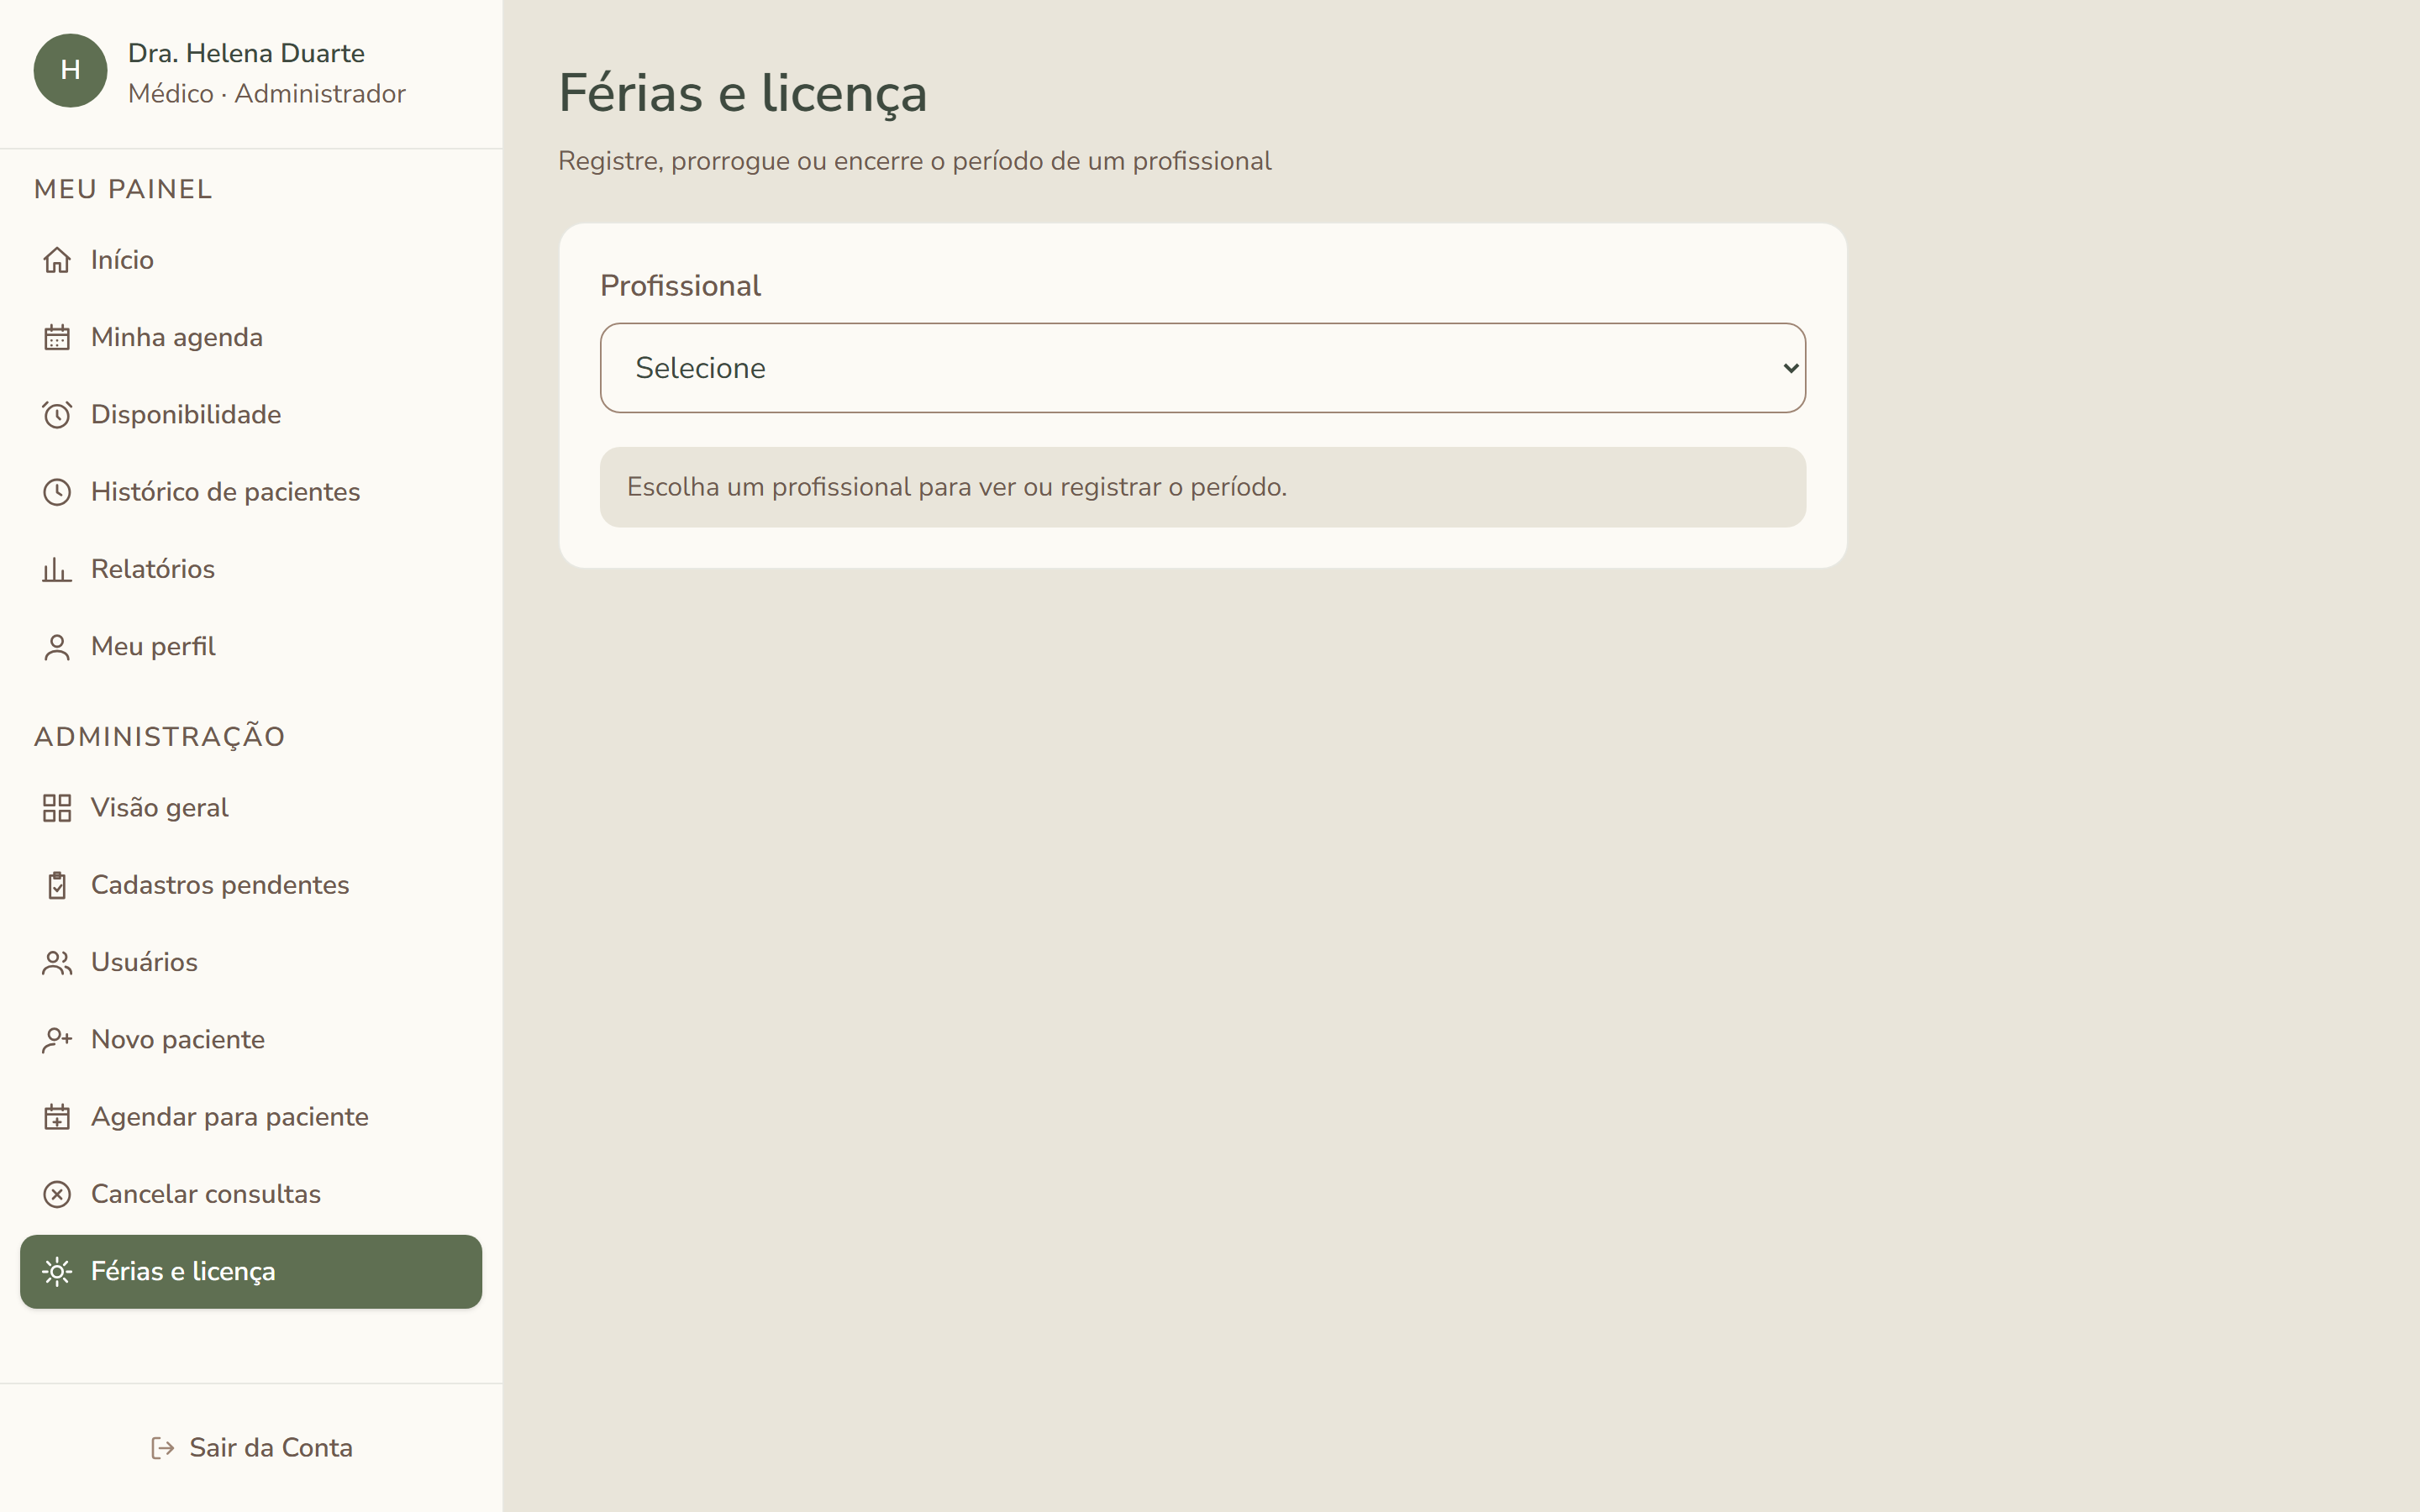 H
Dra. Helena Duarte
Médico · Administrador
MEU PAINEL
Início
Minha agenda
Disponibilidade
Histórico de pacientes
Relatórios
Meu perfil
ADMINISTRAÇÃO
Visão geral
Cadastros pendentes
Usuários
Novo paciente
Agendar para paciente
Cancelar consultas
Férias e licença
Sair da Conta
Férias e licença
Registre, prorrogue ou encerre o período de um profissional
Profissional
Selecione
Escolha um profissional para ver ou registrar o período.